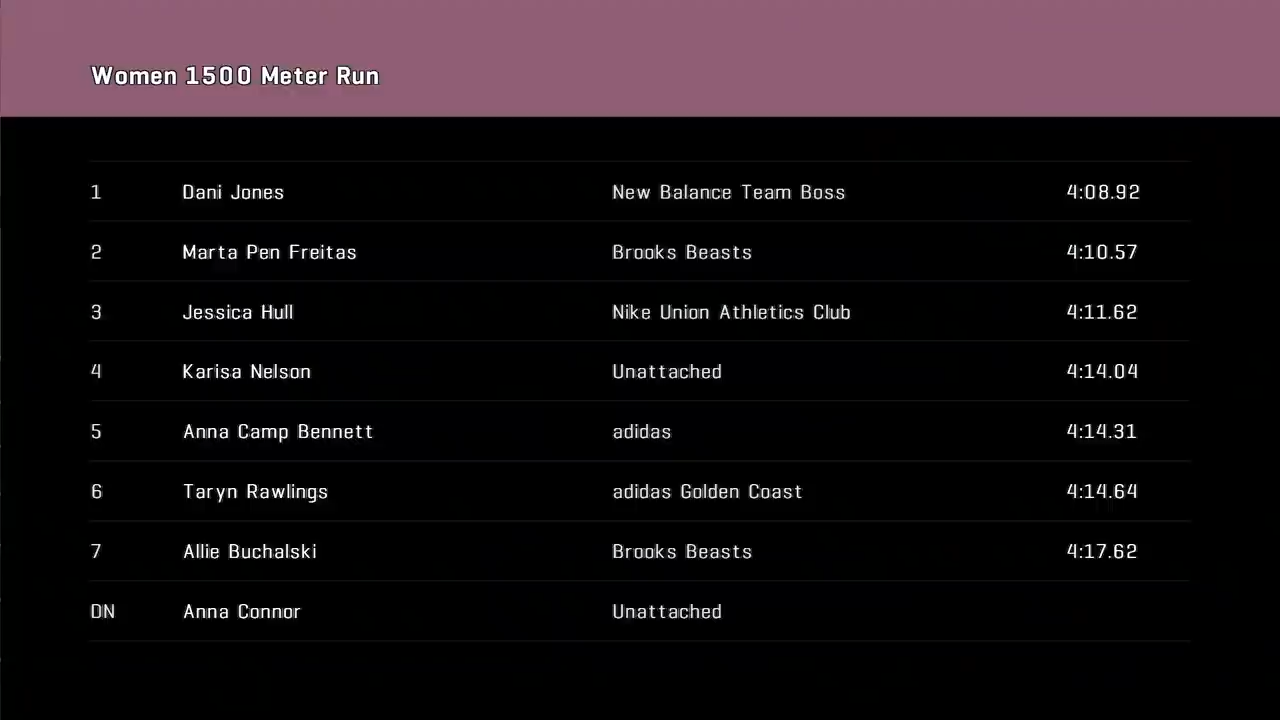 Women 1500 Meter Run
1 Dani Jones New Balance Team Boss 4:08.92
2 Marta Pen Freitas Brooks Beasts 4:10.57
3 Jessica Hull Nike Union Athletics Club 4:11.62
4 Karisa Nelson Unattached 4:14.04
5 Anna Camp Bennett adidas 4:14.31
6 Taryn Rawlings adidas Golden Coast 4:14.64
7 Allie Buchalski Brooks Beasts 4:17.62
DN Anna Connor Unattached